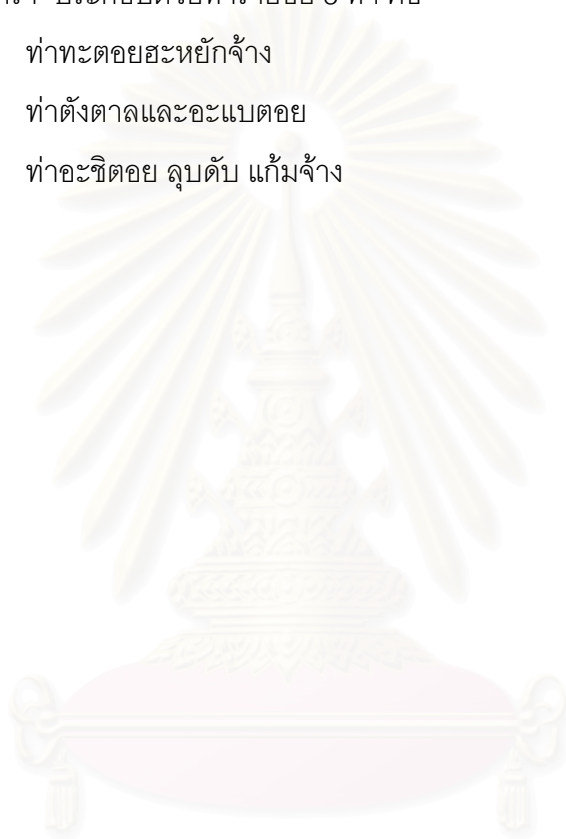 ท่าทะตอยฮะหยักจ้าง
ท่าตังตาลและอะแบตอย
ท่าอะชิตอย ลุบดับ แก้มจ้าง